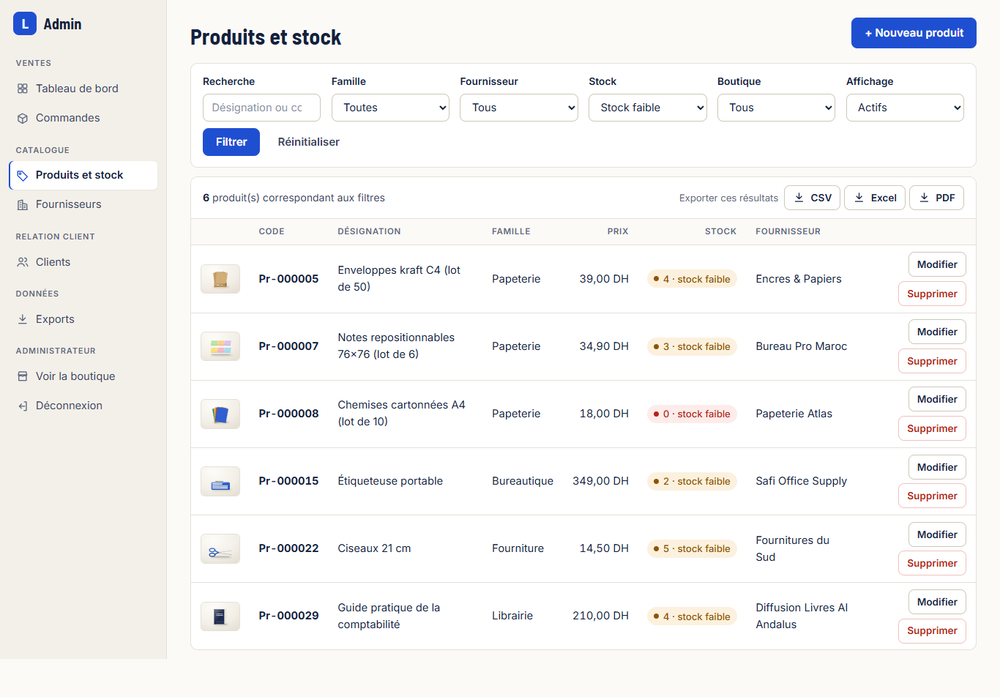 L Admin
VENTES
Tableau de bord
Commandes
CATALOGUE
Produits et stock
Fournisseurs
RELATION CLIENT
Clients
DONNÉES
Exports
ADMINISTRATEUR
Voir la boutique
Déconnexion
Produits et stock
+ Nouveau produit
Recherche Famille Fournisseur Stock Boutique Affichage
Désignation ou cc Toutes Tous Stock faible Tous Actifs
Filtrer Réinitialiser
6 produit(s) correspondant aux filtres
Exporter ces résultats CSV Excel PDF
CODE DÉSIGNATION FAMILLE PRIX STOCK FOURNISSEUR
Pr-000005 Enveloppes kraft C4 (lot de 50) Papeterie 39,00 DH 4 · stock faible Encres & Papiers Modifier Supprimer
Pr-000007 Notes repositionnables 76×76 (lot de 6) Papeterie 34,90 DH 3 · stock faible Bureau Pro Maroc Modifier Supprimer
Pr-000008 Chemises cartonnées A4 (lot de 10) Papeterie 18,00 DH 0 · stock faible Papeterie Atlas Modifier Supprimer
Pr-000015 Étiqueteuse portable Bureautique 349,00 DH 2 · stock faible Safi Office Supply Modifier Supprimer
Pr-000022 Ciseaux 21 cm Fourniture 14,50 DH 5 · stock faible Fournitures du Sud Modifier Supprimer
Pr-000029 Guide pratique de la comptabilité Librairie 210,00 DH 4 · stock faible Diffusion Livres Al Andalus Modifier Supprimer